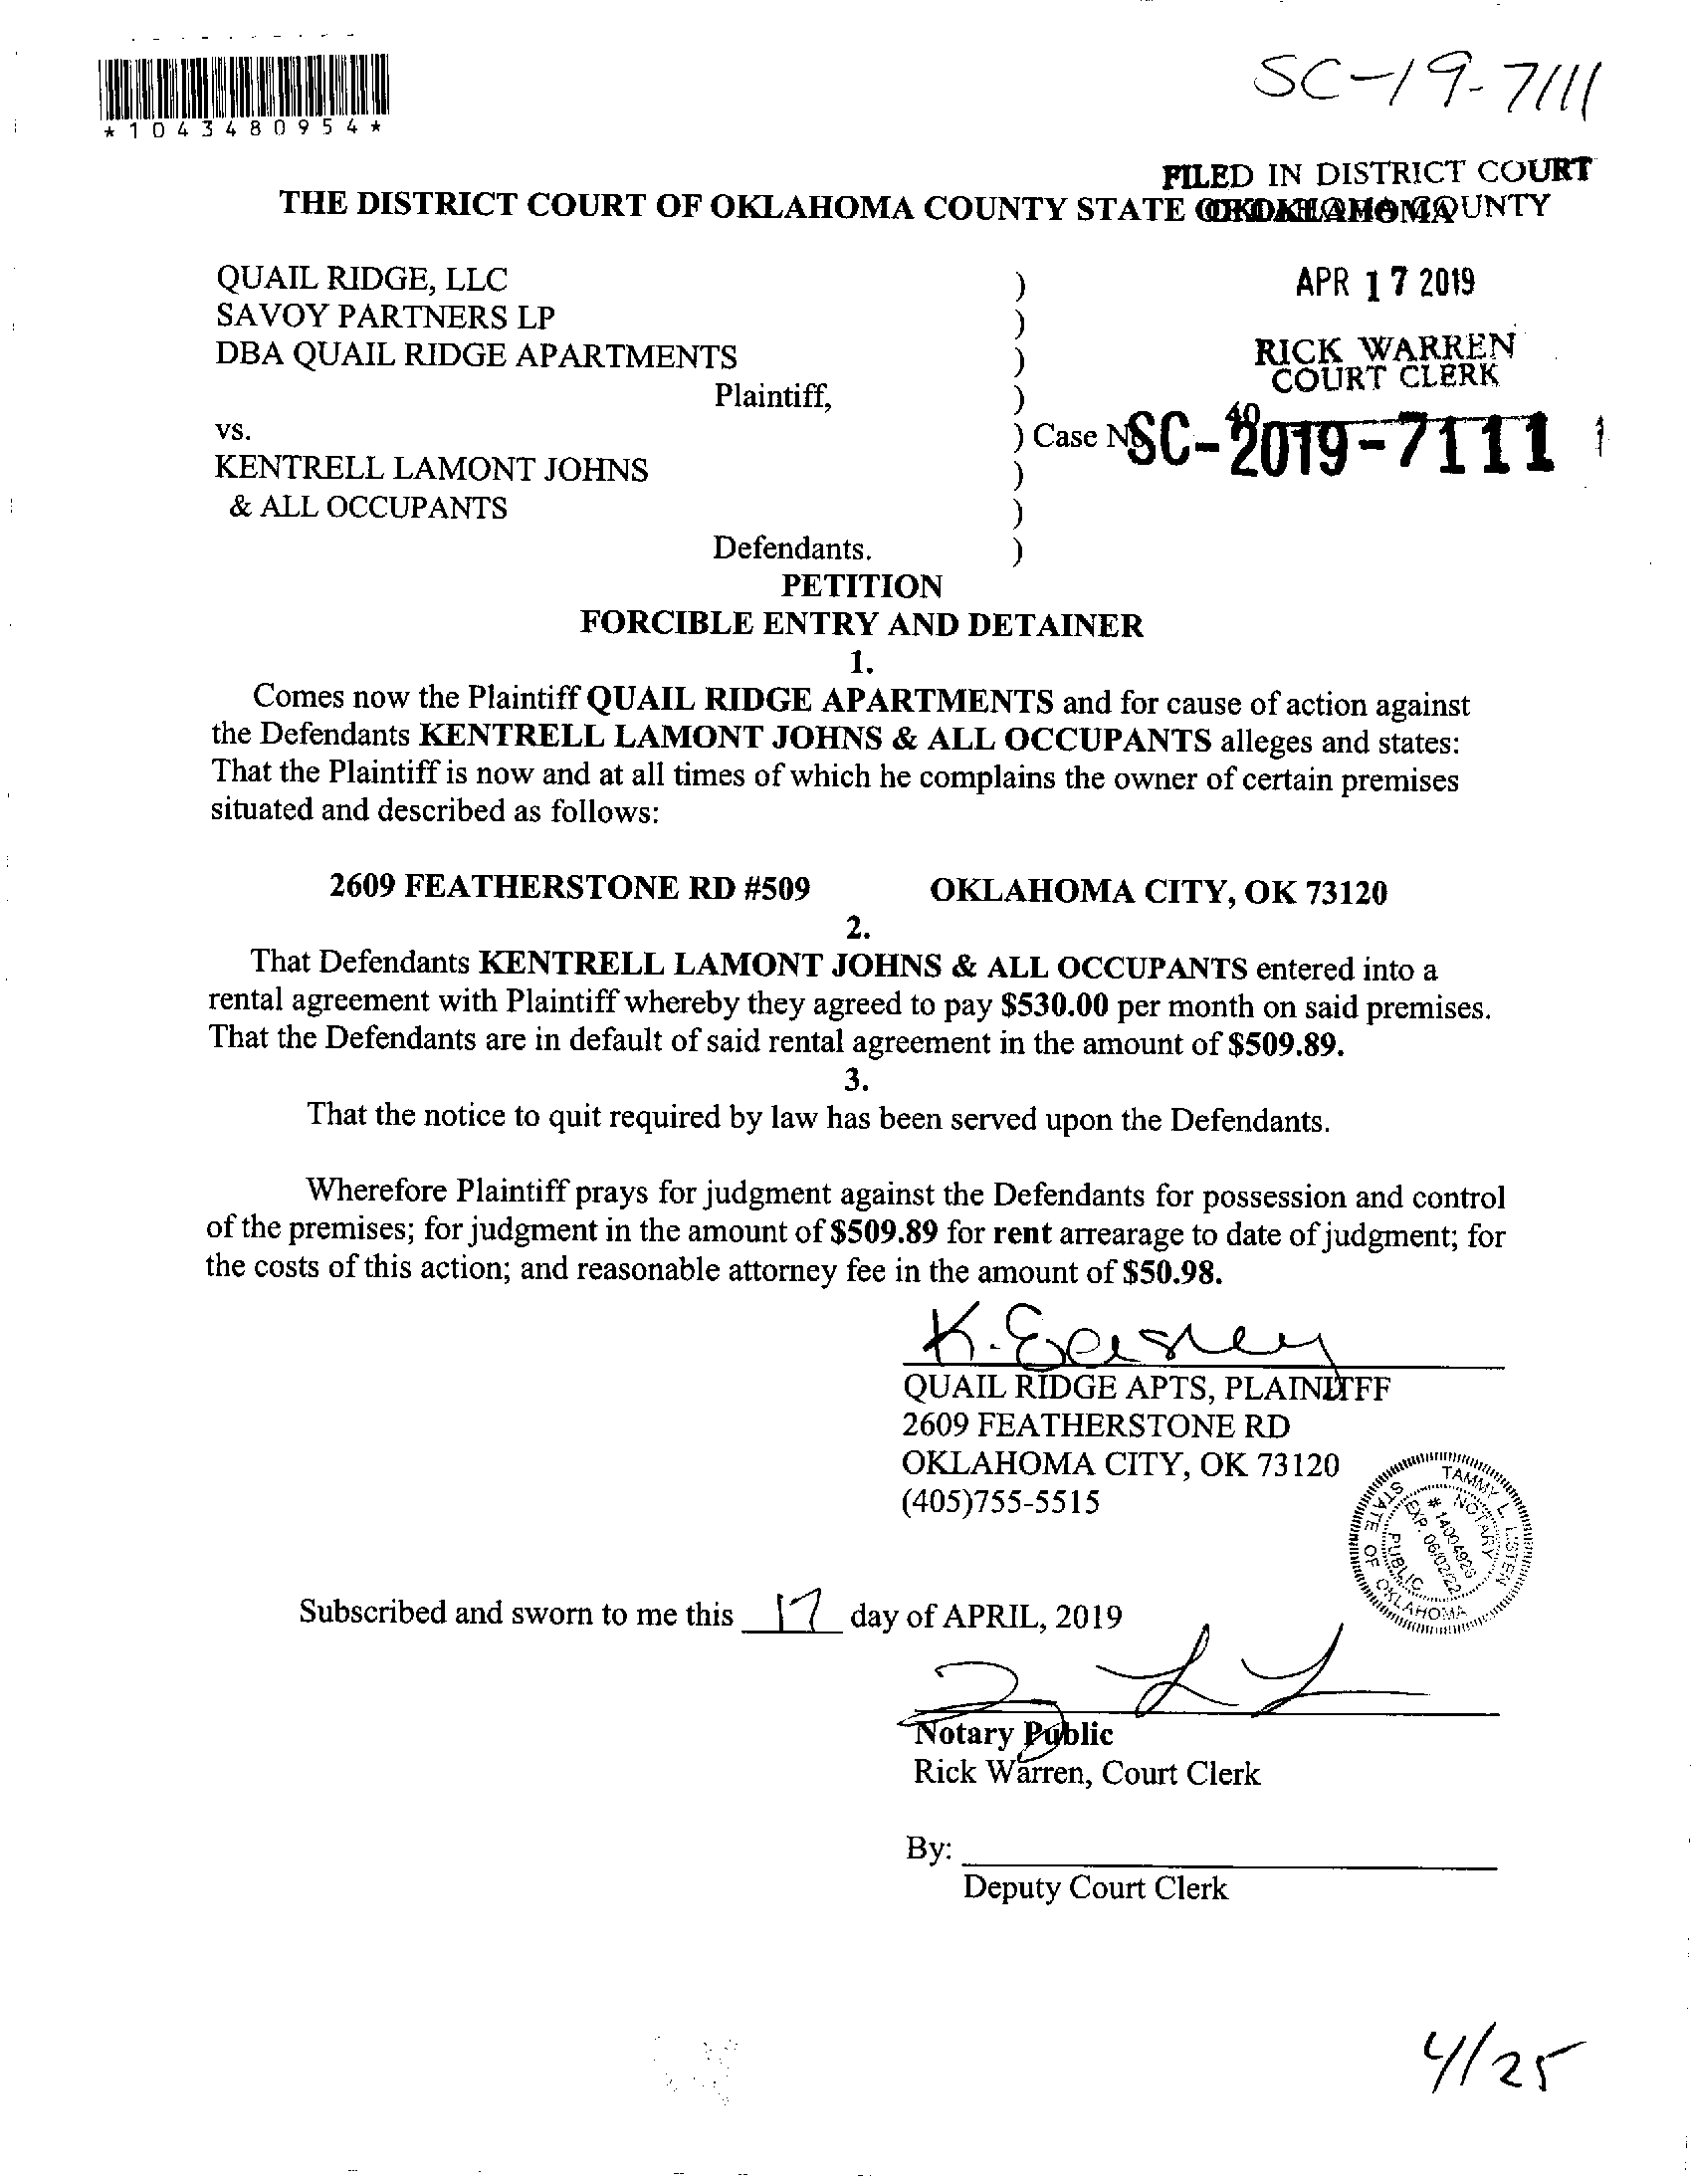 SC-19-7111
*1043480954*
FILED IN DISTRICT COURT
THE DISTRICT COURT OF OKLAHOMA COUNTY STATE
QUAIL RIDGE, LLC )
SAVOY PARTNERS LP )
DBA QUAIL RIDGE APARTMENTS )
Plaintiff, )
vs. ) Case
KENTRELL LAMONT JOHNS )
& ALL OCCUPANTS )
Defendants. )
APR 17 2019
RICK WARREN
COURT CLERK
40
SC-2019-7111
PETITION
FORCIBLE ENTRY AND DETAINER
1.
Comes now the Plaintiff QUAIL RIDGE APARTMENTS and for cause of action against
the Defendants KENTRELL LAMONT JOHNS & ALL OCCUPANTS alleges and states:
That the Plaintiff is now and at all times of which he complains the owner of certain premises
situated and described as follows:
2609 FEATHERSTONE RD #509 OKLAHOMA CITY, OK 73120
2.
That Defendants KENTRELL LAMONT JOHNS & ALL OCCUPANTS entered into a
rental agreement with Plaintiff whereby they agreed to pay $530.00 per month on said premises.
That the Defendants are in default of said rental agreement in the amount of $509.89.
3.
That the notice to quit required by law has been served upon the Defendants.
Wherefore Plaintiff prays for judgment against the Defendants for possession and control
of the premises; for judgment in the amount of $509.89 for rent arrearage to date of judgment; for
the costs of this action; and reasonable attorney fee in the amount of $50.98.
K. Easley
QUAIL RIDGE APTS, PLAINITFF
2609 FEATHERSTONE RD
OKLAHOMA CITY, OK 73120
(405)755-5515
TAMMY L. LISTEN
NOTARY
# 14004926
EXP. 06/02/22
PUBLIC
STATE OF OKLAHOMA
Subscribed and sworn to me this 17 day of APRIL, 2019
Notary Public
Rick Warren, Court Clerk
By:
Deputy Court Clerk
4/25